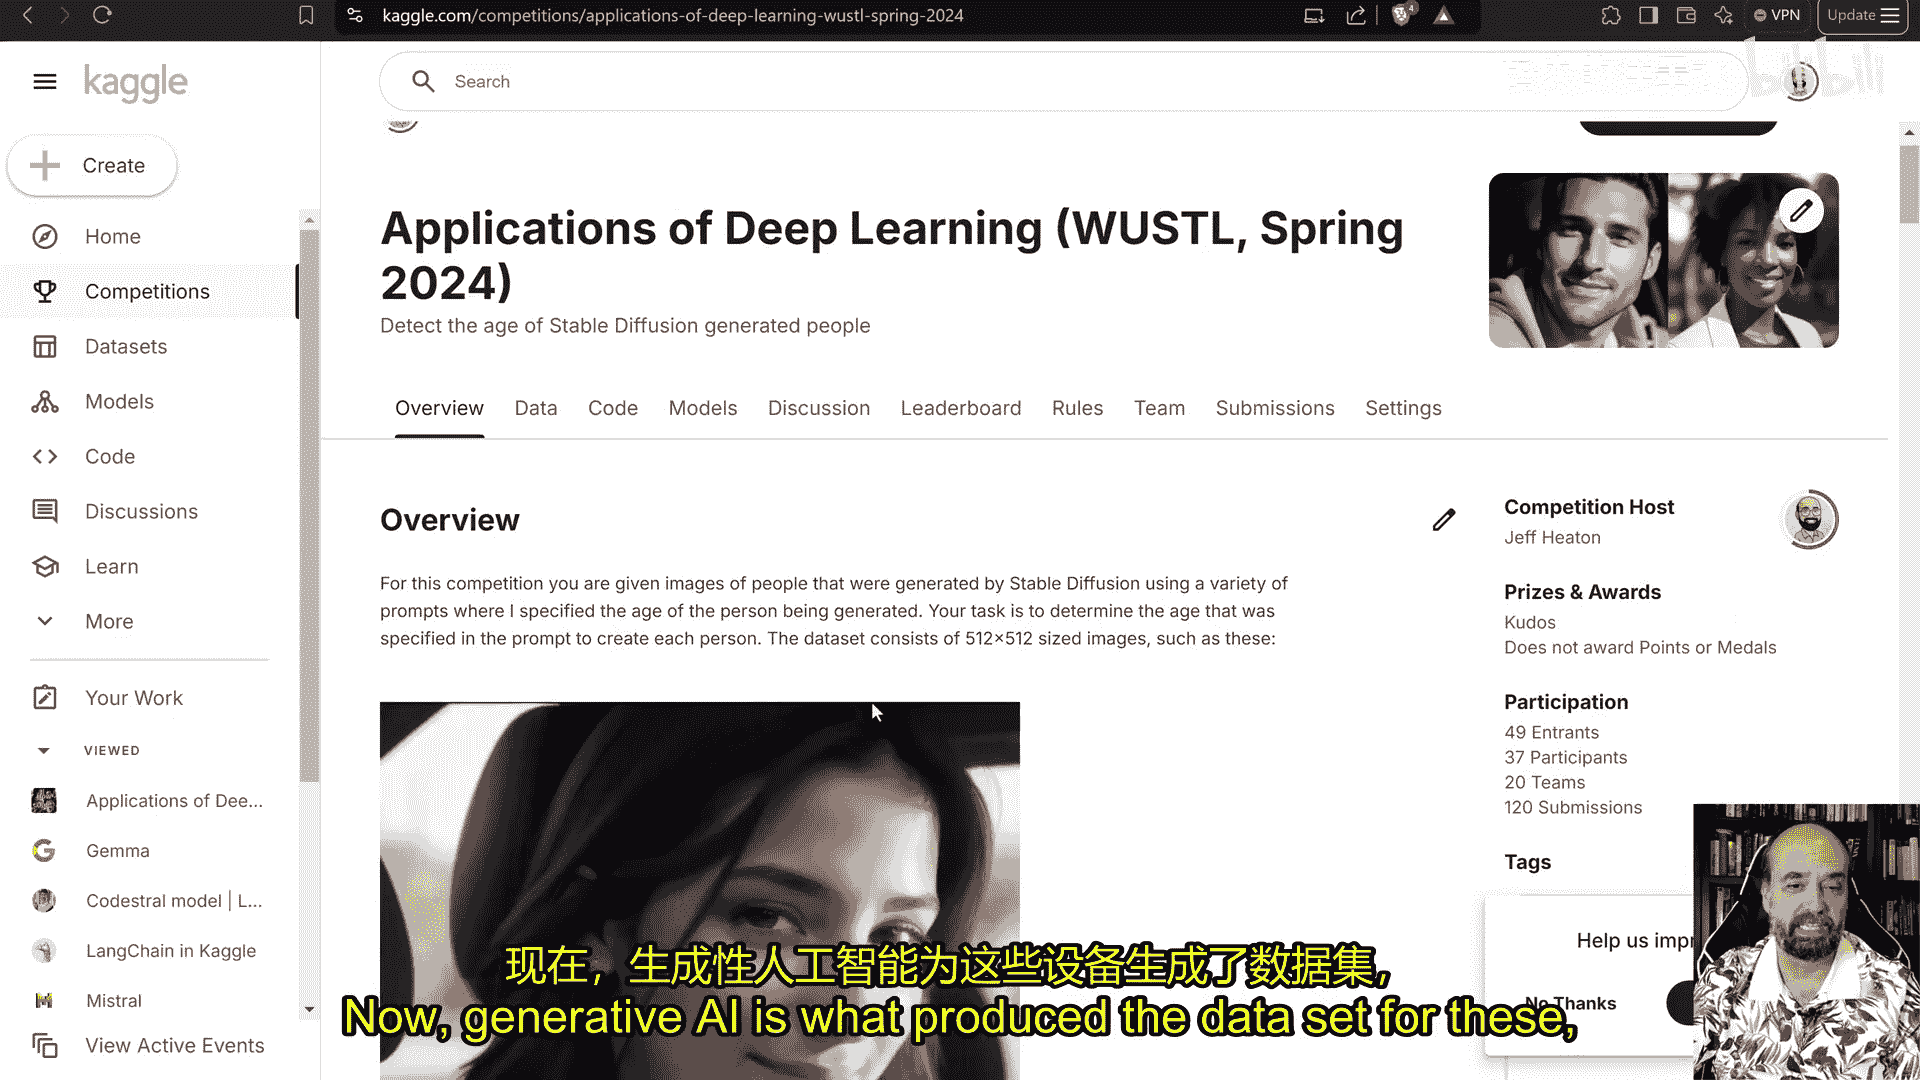 kaggle.com/competitions/applications-of-deep-learning-wustl-spring-2024
4
VPN
Update
kaggle
Search
bilibili
Create
Home
Competitions
Datasets
Models
Code
Discussions
Learn
More
Your Work
VIEWED
Applications of Dee...
Gemma
Codestral model | L...
LangChain in Kaggle
Mistral
View Active Events
Applications of Deep Learning (WUSTL, Spring
2024)
Detect the age of Stable Diffusion generated people
Overview Data Code Models Discussion Leaderboard Rules Team Submissions Settings
Overview
For this competition you are given images of people that were generated by Stable Diffusion using a variety of
prompts where I specified the age of the person being generated. Your task is to determine the age that was
specified in the prompt to create each person. The dataset consists of 512×512 sized images, such as these:
Competition Host
Jeff Heaton
Prizes & Awards
Kudos
Does not award Points or Medals
Participation
49 Entrants
37 Participants
20 Teams
120 Submissions
Tags
Help us impr
No Thanks
现在，生成性人工智能为这些设备生成了数据集，
Now, generative AI is what produced the data set for these,